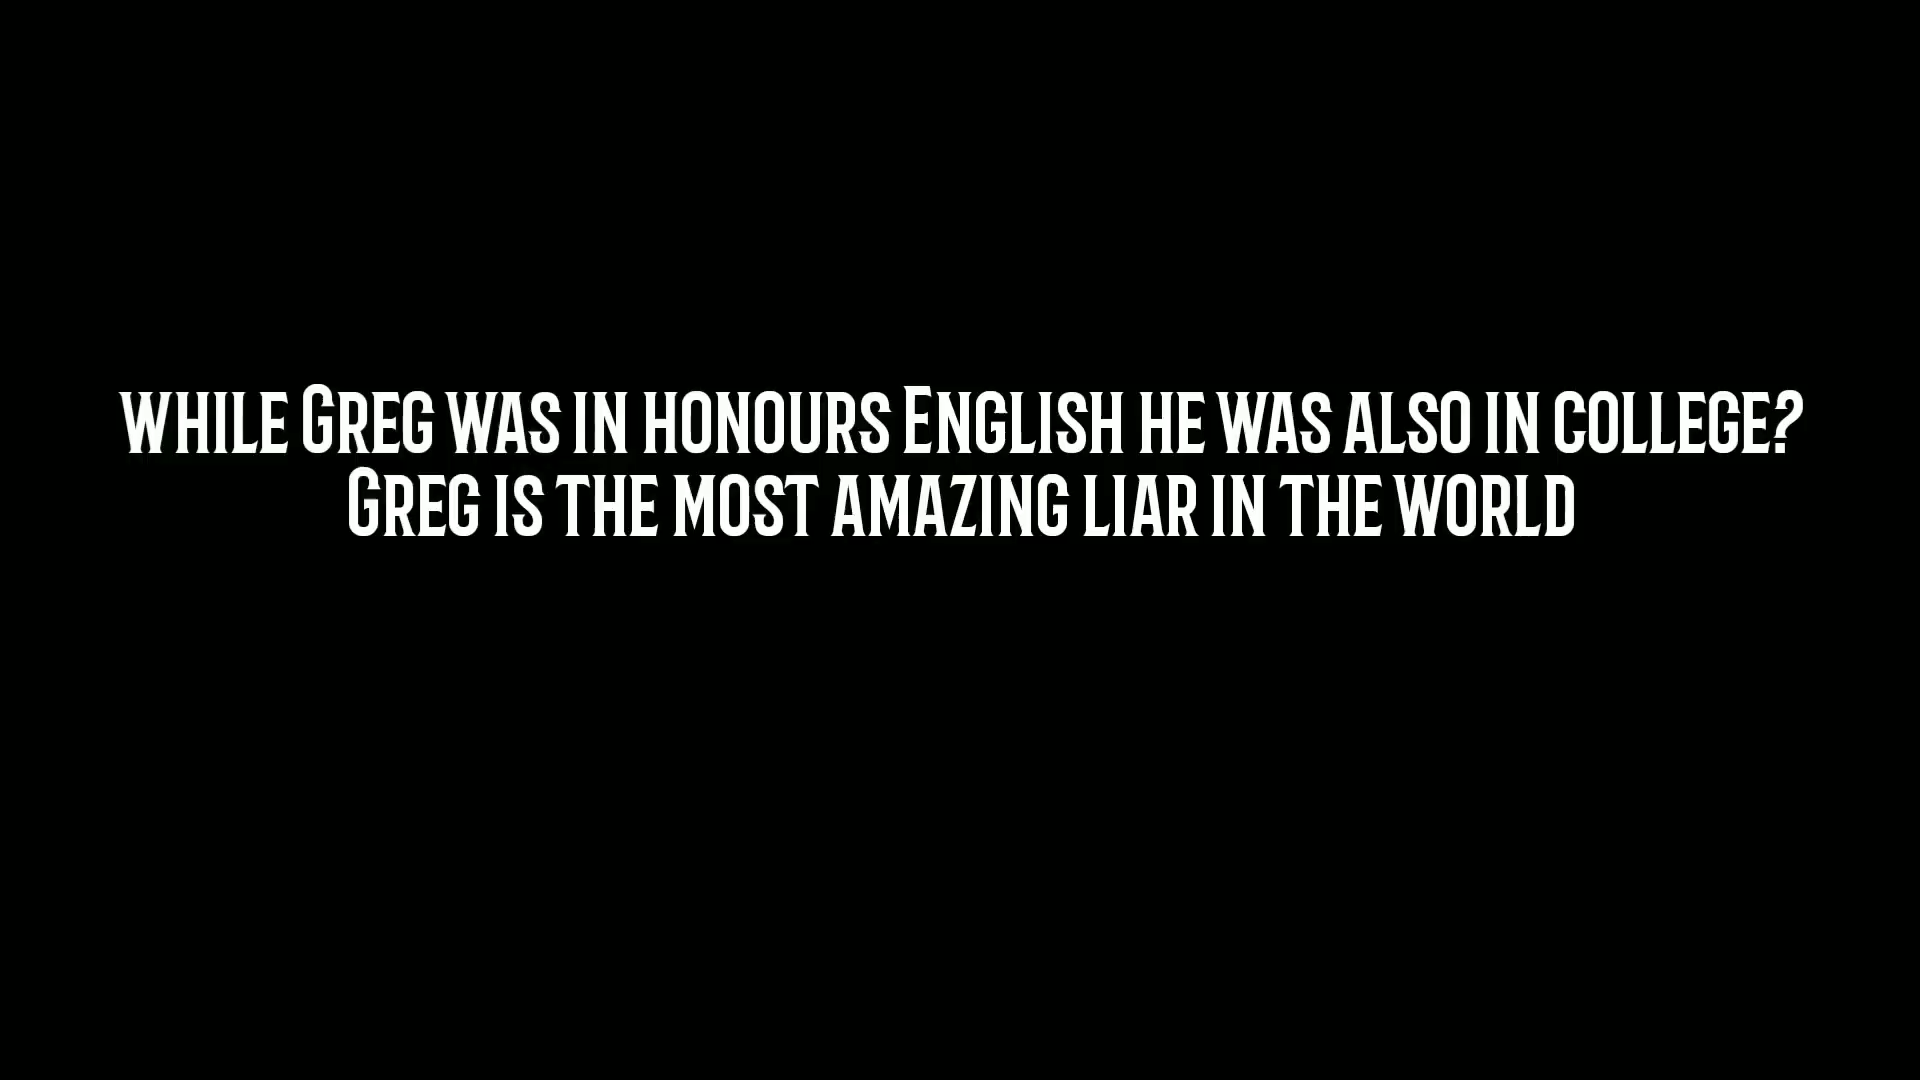 while Greg was in honours English he was also in college?
Greg is the most amazing liar in the world